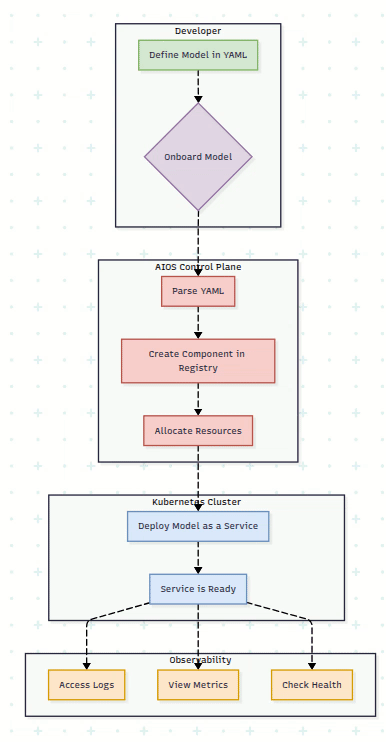 Developer
Define Model in YAML
Onboard Model
AIOS Control Plane
Parse YAML
Create Component in
Registry
Allocate Resources
Kubernetes Cluster
Deploy Model as a Service
Service is Ready
Observability
Access Logs
View Metrics
Check Health